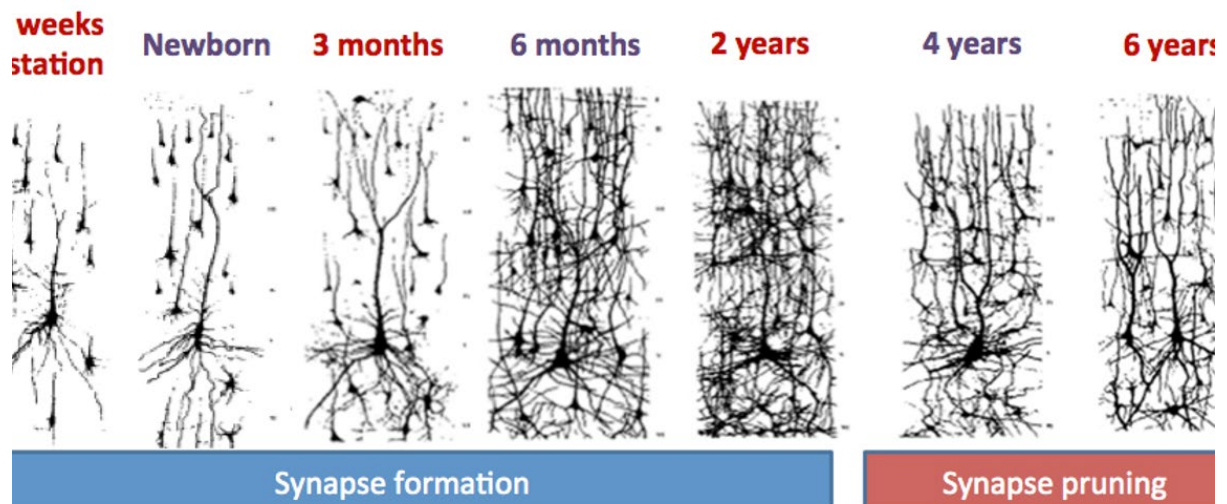 weeks
station
Newborn
3 months
6 months
2 years
4 years
6 years
Synapse formation
Synapse pruning